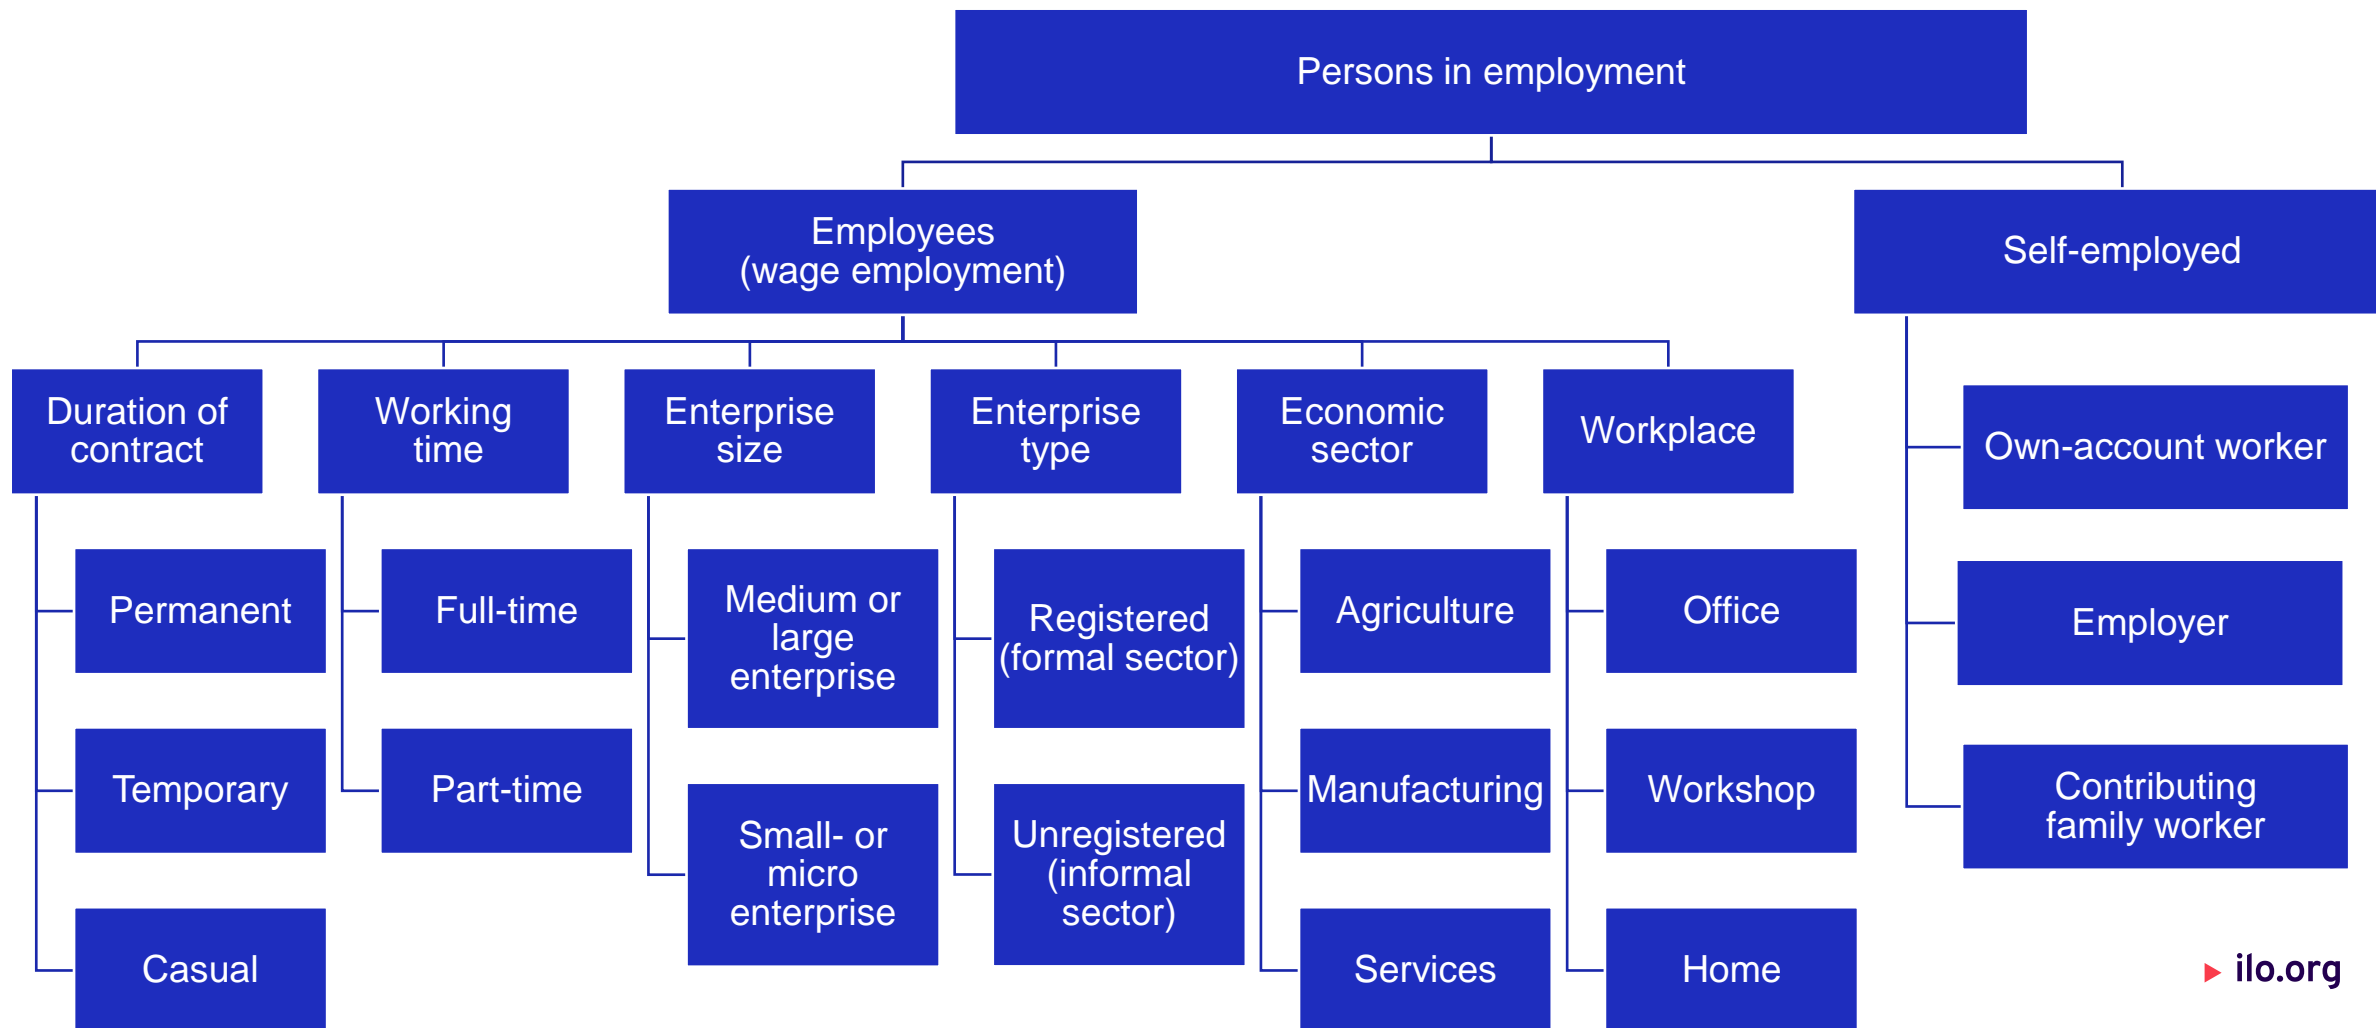 Persons in employment
Employees
(wage employment)
Self-employed
Duration of
contract
Working
time
Enterprise
size
Enterprise
type
Economic
sector
Workplace
Own-account worker
Permanent
Full-time
Medium or
large
enterprise
Registered
(formal sector)
Agriculture
Office
Employer
Temporary
Part-time
Small- or
micro
enterprise
Unregistered
(informal
sector)
Manufacturing
Workshop
Contributing
family worker
Casual
Services
Home
ilo.org